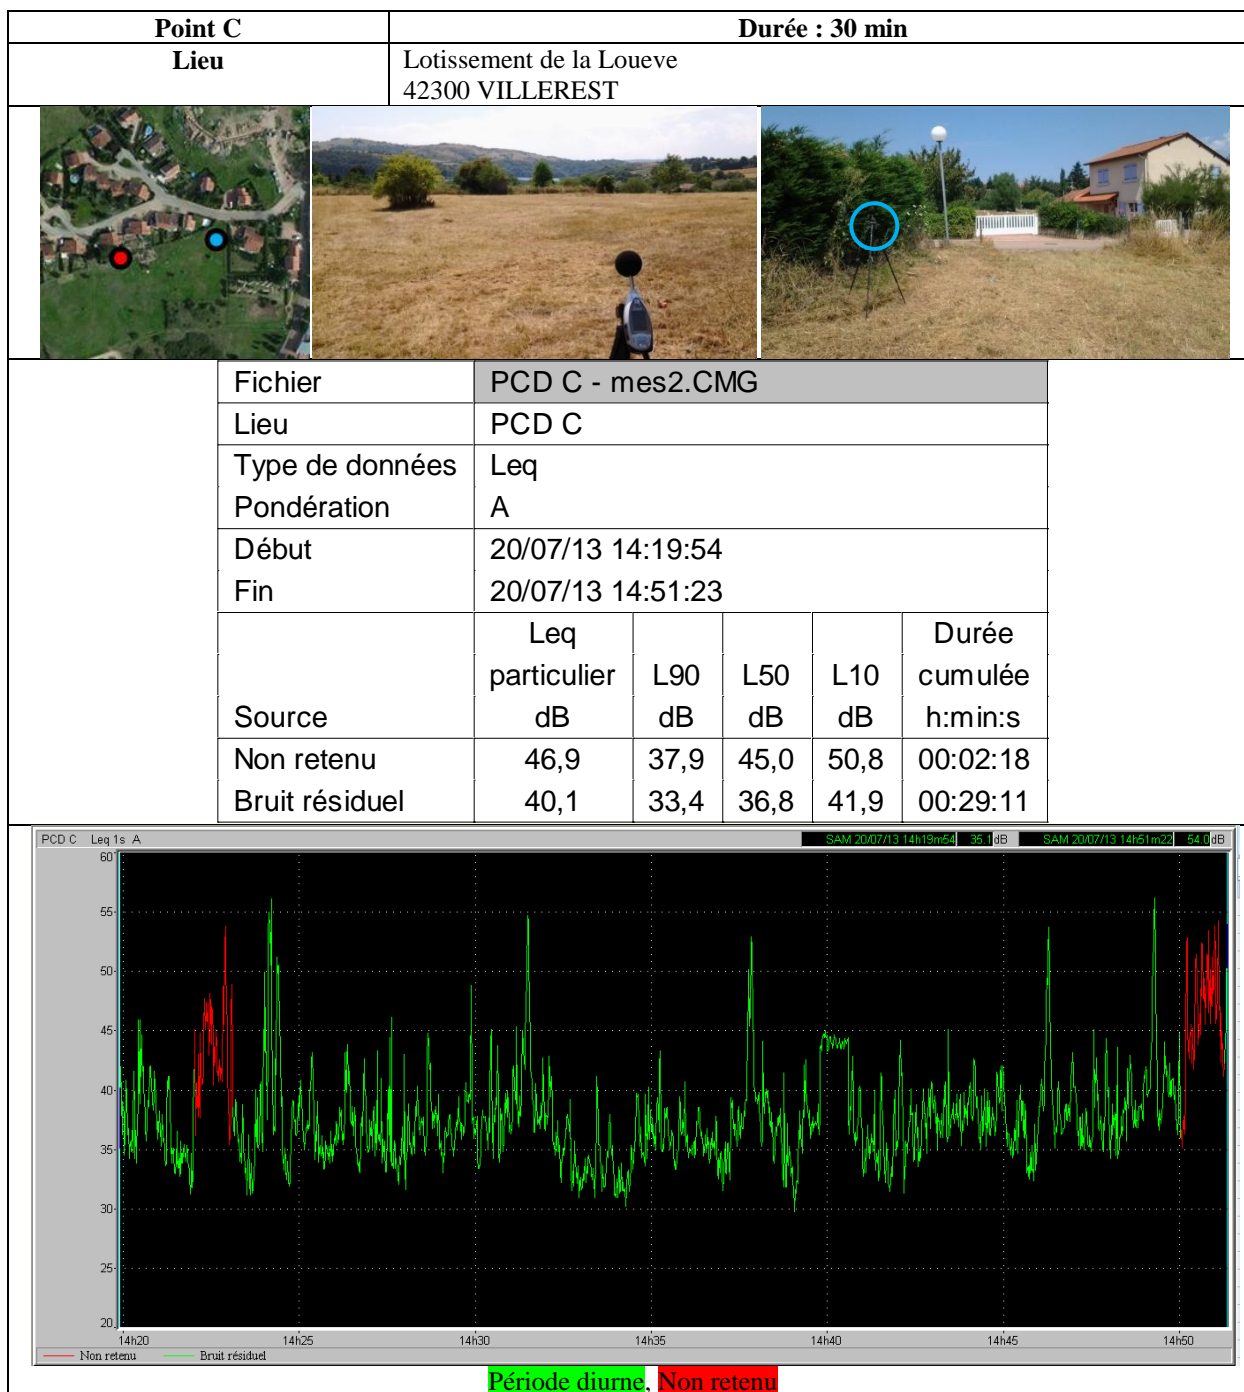 Point C Durée : 30 min
Lieu Lotissement de la Loueve
42300 VILLEREST
Fichier PCD C - mes2.CMG
Lieu PCD C
Type de données Leq
Pondération A
Début 20/07/13 14:19:54
Fin 20/07/13 14:51:23
Leq Durée
particulier L90 L50 L10 cumulée
Source dB dB dB dB h:min:s
Non retenu 46,9 37,9 45,0 50,8 00:02:18
Bruit résiduel 40,1 33,4 36,8 41,9 00:29:11
PCD C Leq 1s A SAM 20/07/13 14h19m54 35.1 dB SAM 20/07/13 14h51m22 54.0 dB
60
55
50
45
40
35
30
25
20
14h20 14h25 14h30 14h35 14h40 14h45 14h50
Non retenu Bruit résiduel
Période diurne, Non retenu